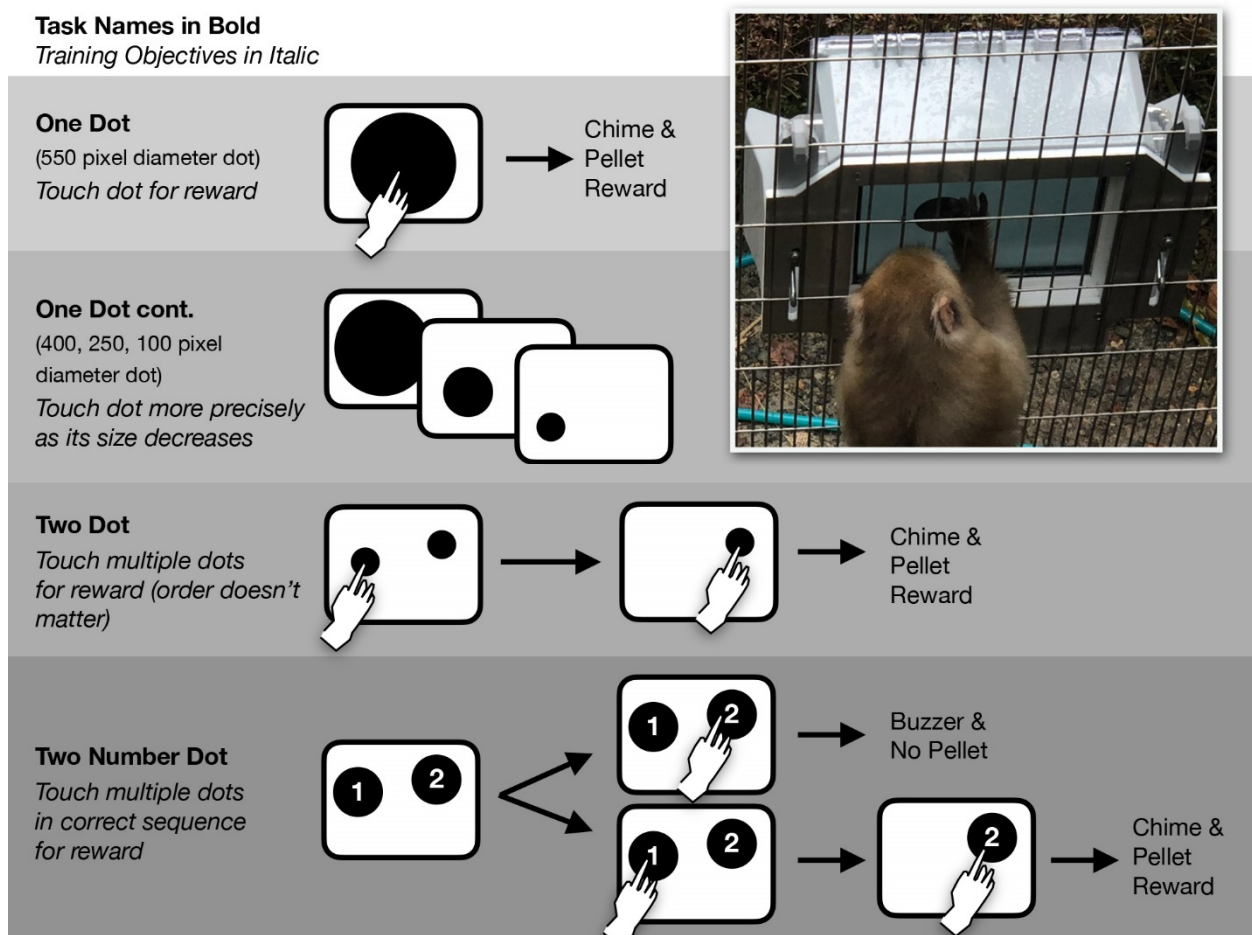 Task Names in Bold
Training Objectives in Italic
One Dot
(550 pixel diameter dot)
Touch dot for reward
Chime &
Pellet
Reward
One Dot cont.
(400, 250, 100 pixel
diameter dot)
Touch dot more precisely
as its size decreases
Two Dot
Touch multiple dots
for reward (order doesn't
matter)
Chime &
Pellet
Reward
Two Number Dot
Touch multiple dots
in correct sequence
for reward
1 2
1 2
Buzzer &
No Pellet
1 2
2
Chime &
Pellet
Reward